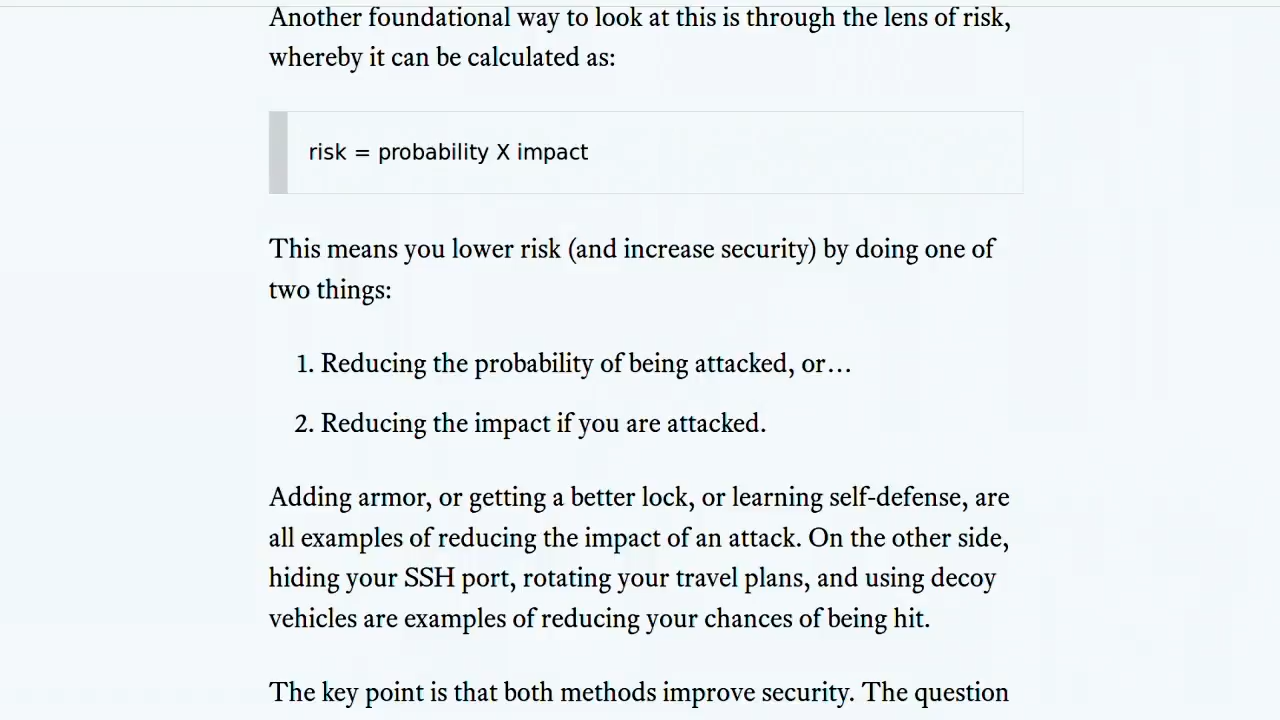 Another foundational way to look at this is through the lens of risk,
whereby it can be calculated as:
risk = probability X impact
This means you lower risk (and increase security) by doing one of
two things:
1. Reducing the probability of being attacked, or…
2. Reducing the impact if you are attacked.
Adding armor, or getting a better lock, or learning self-defense, are
all examples of reducing the impact of an attack. On the other side,
hiding your SSH port, rotating your travel plans, and using decoy
vehicles are examples of reducing your chances of being hit.
The key point is that both methods improve security. The question